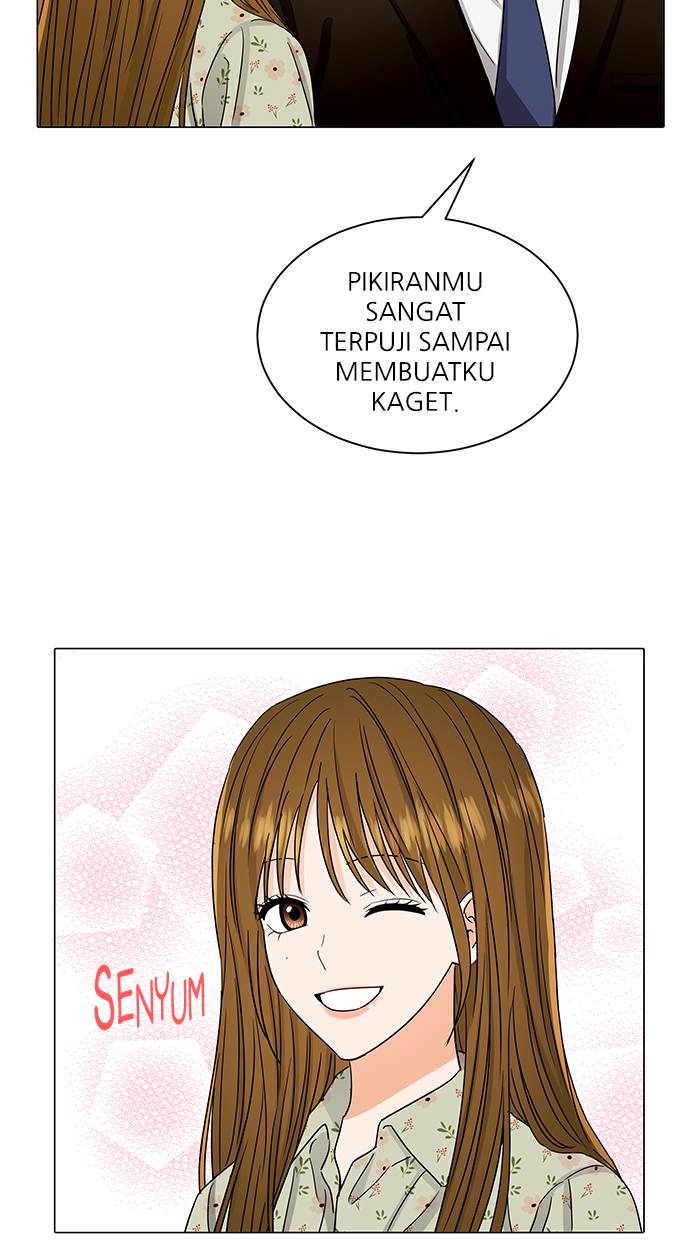 PIKIRANMU
SANGAT
TERPUJI SAMPAI
MEMBUATKU
KAGET.
SENYUM